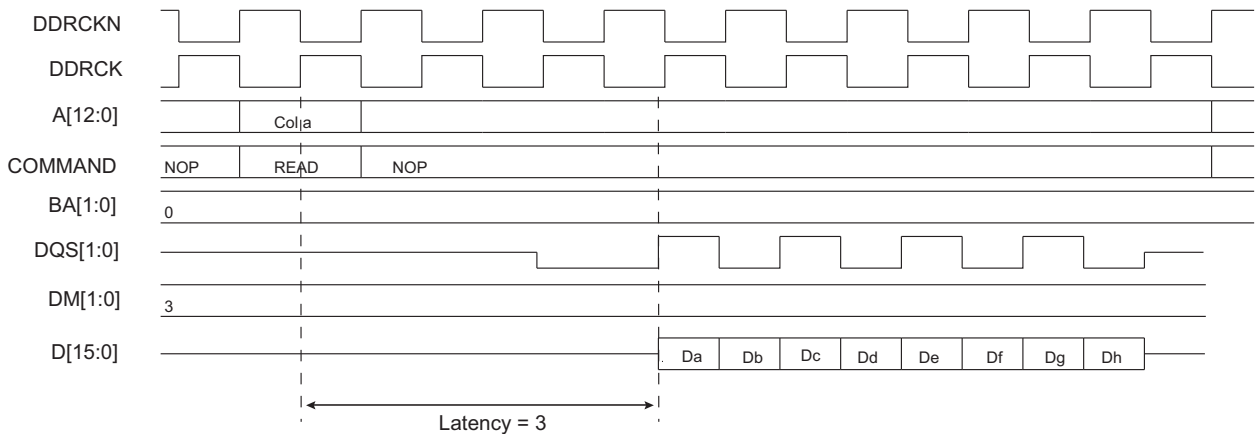 DDRCKN
DDRCK
A[12:0] Col a
COMMAND NOP READ NOP
BA[1:0] 0
DQS[1:0]
DM[1:0] 3
D[15:0] Da Db Dc Dd De Df Dg Dh
Latency = 3